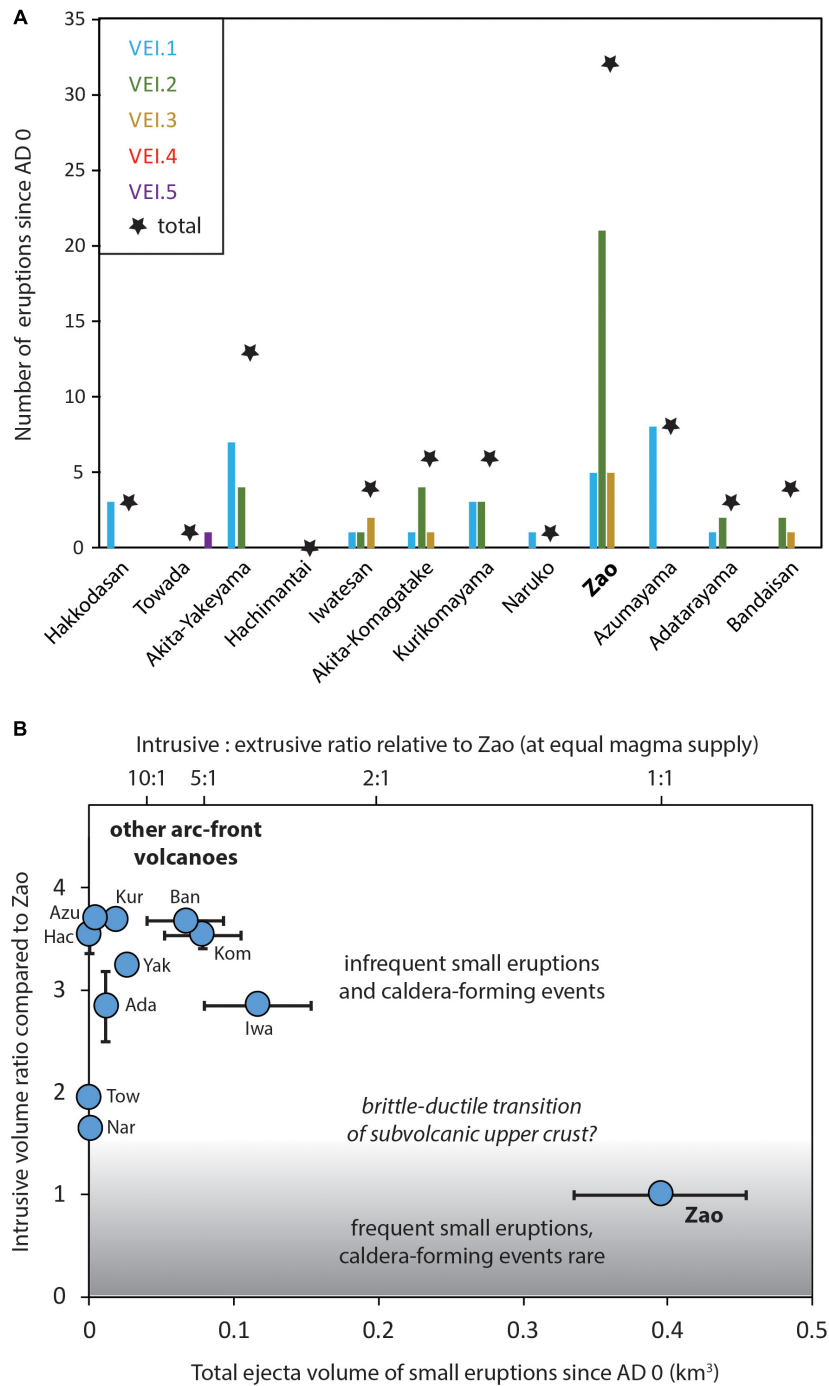 A
35
30
25
20
15
10
5
0
Number of eruptions since AD 0
VEI.1
VEI.2
VEI.3
VEI.4
VEI.5
total
Hakkodasan
Towada
Akita-Yakeyama
Hachimantai
Iwatesan
Akita-Komagatake
Kurikomayama
Naruko
Zao
Azumayama
Adatarayama
Bandaisan
B
Intrusive : extrusive ratio relative to Zao (at equal magma supply)
10:1 5:1 2:1 1:1
other arc-front
volcanoes
Intrusive volume ratio compared to Zao
4
3
2
1
0
Kur
Ban
Azu
Hac
Kom
Yak
Ada
Iwa
Tow
Nar
infrequent small eruptions
and caldera-forming events
brittle-ductile transition
of subvolcanic upper crust?
Zao
frequent small eruptions,
caldera-forming events rare
0 0.1 0.2 0.3 0.4 0.5
Total ejecta volume of small eruptions since AD 0 (km³)